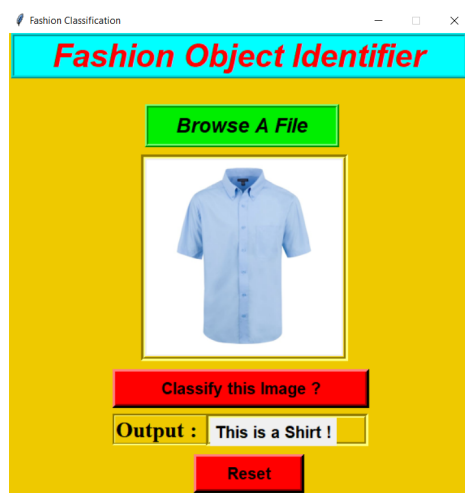 Fashion Classification
Fashion Object Identifier
Browse A File
Classify this Image ?
Output : This is a Shirt !
Reset